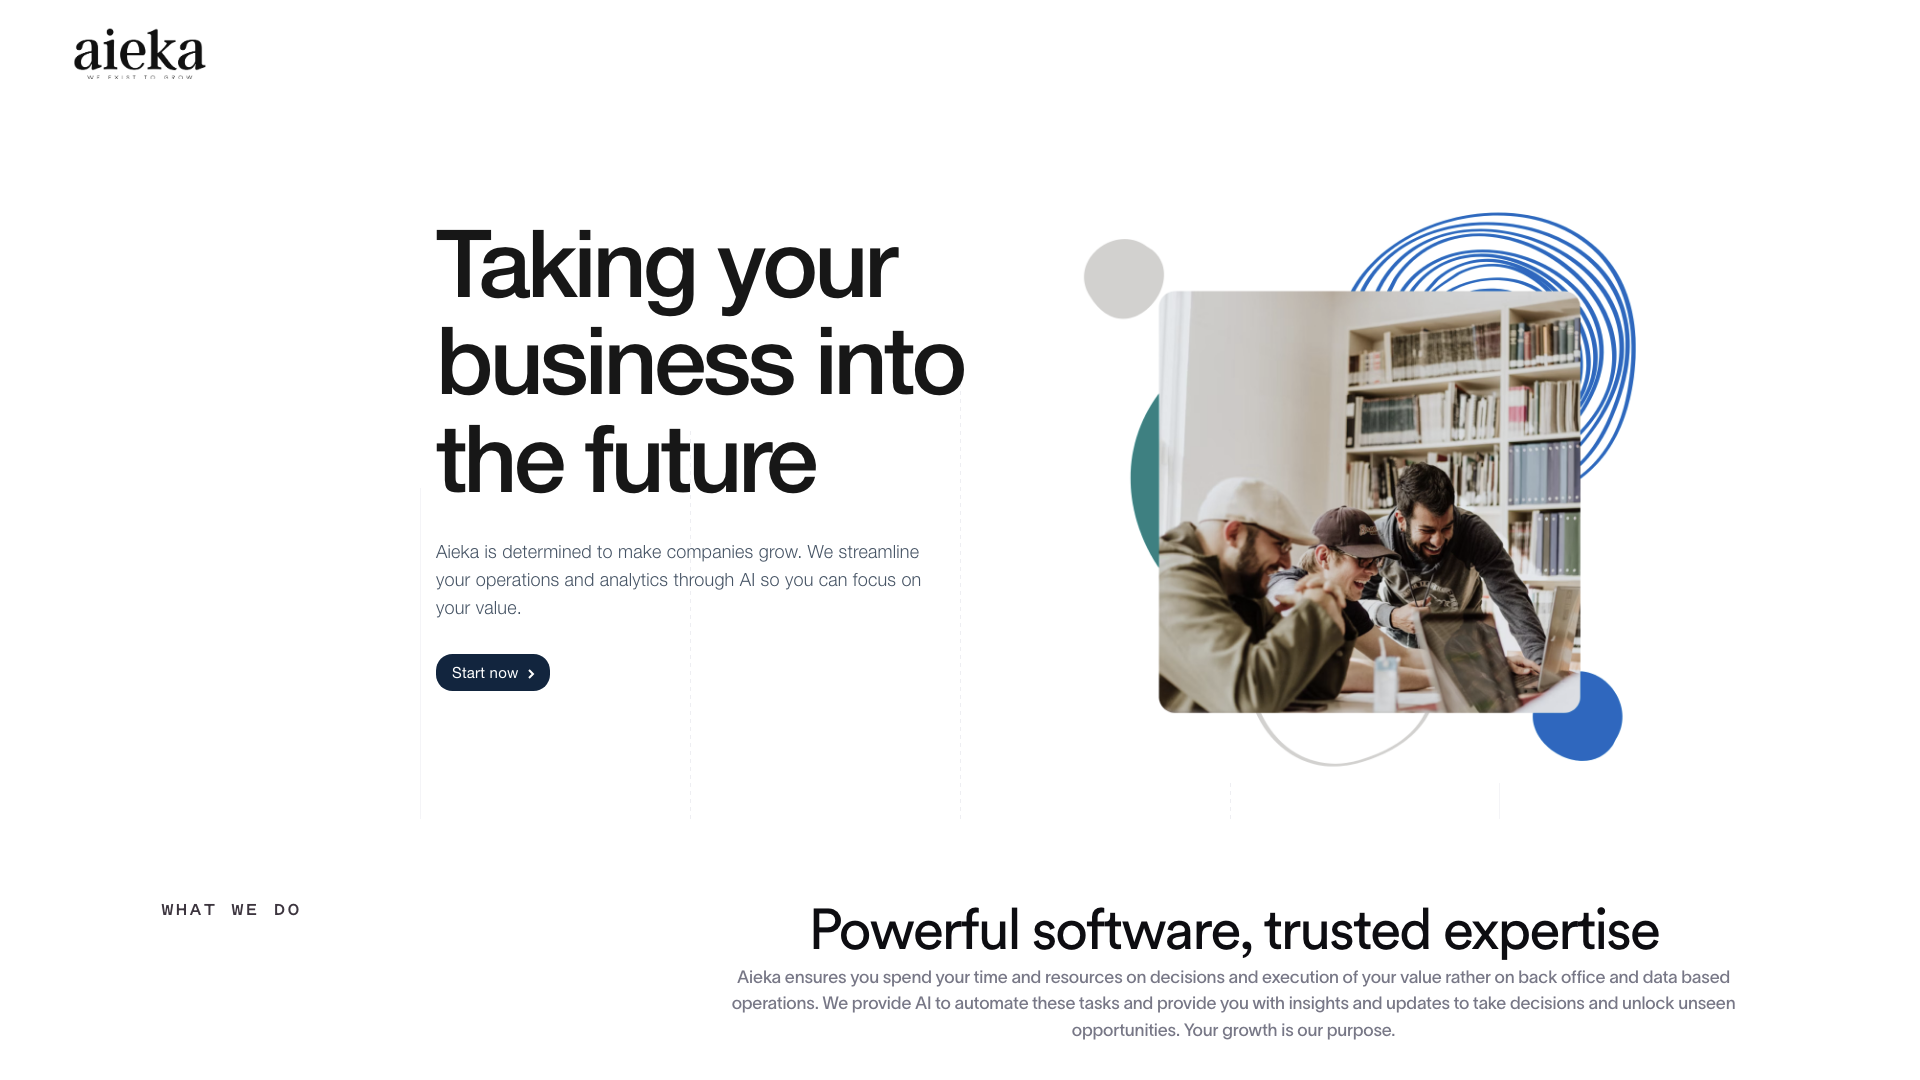 aieka
WE EXIST TO GROW
Taking your
business into
the future
Aieka is determined to make companies grow. We streamline
your operations and analytics through AI so you can focus on
your value.
Start now
WHAT WE DO
Powerful software, trusted expertise
Aieka ensures you spend your time and resources on decisions and execution of your value rather on back office and data based
operations. We provide AI to automate these tasks and provide you with insights and updates to take decisions and unlock unseen
opportunities. Your growth is our purpose.